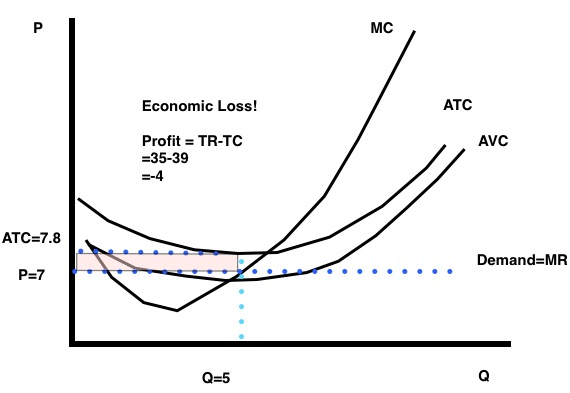 P
MC
Economic Loss!
ATC
Profit = TR-TC
AVC
=35-39
=-4
ATC=7.8
Demand=MR
P=7
Q=5
Q